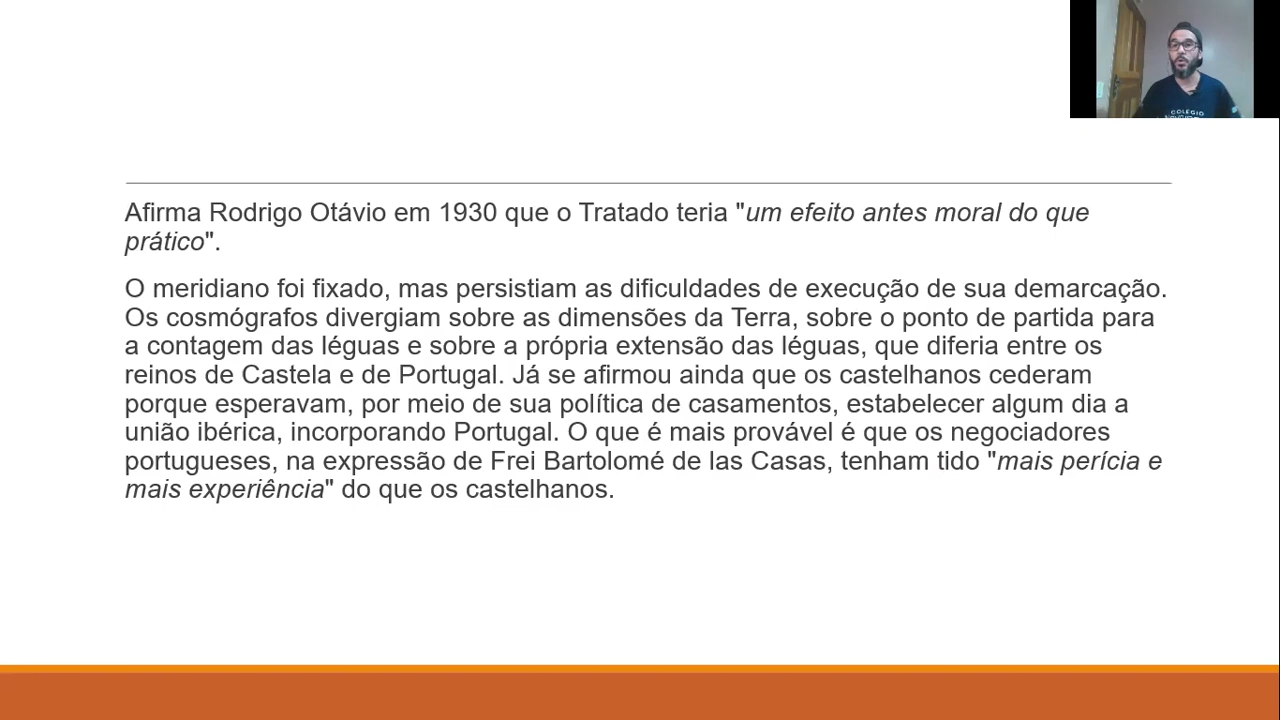 COLÉGIO
Afirma Rodrigo Otávio em 1930 que o Tratado teria "um efeito antes moral do que
prático".
O meridiano foi fixado, mas persistiam as dificuldades de execução de sua demarcação.
Os cosmógrafos divergiam sobre as dimensões da Terra, sobre o ponto de partida para
a contagem das léguas e sobre a própria extensão das léguas, que diferia entre os
reinos de Castela e de Portugal. Já se afirmou ainda que os castelhanos cederam
porque esperavam, por meio de sua política de casamentos, estabelecer algum dia a
união ibérica, incorporando Portugal. O que é mais provável é que os negociadores
portugueses, na expressão de Frei Bartolomé de las Casas, tenham tido "mais perícia e
mais experiência" do que os castelhanos.